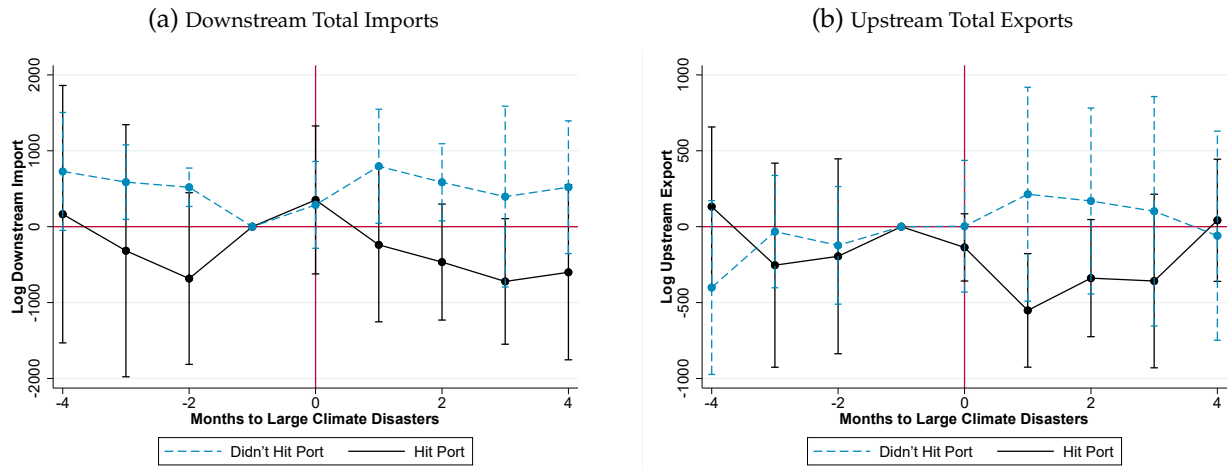 (a) Downstream Total Imports
Log Downstream Import
2000
1000
0
-1000
-2000
-4
-2
0
2
4
Months to Large Climate Disasters
Didn't Hit Port
Hit Port
(b) Upstream Total Exports
Log Upstream Export
1000
500
0
-500
-1000
-4
-2
0
2
4
Months to Large Climate Disasters
Didn't Hit Port
Hit Port